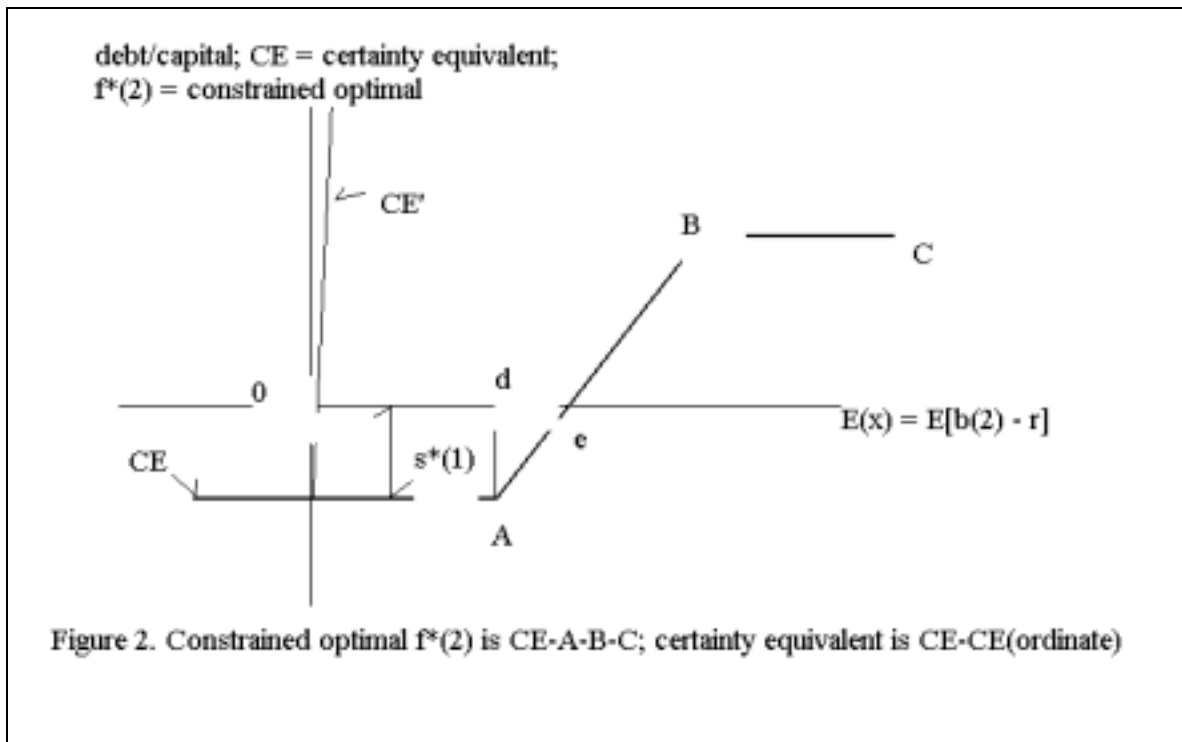 debt/capital; CE = certainty equivalent;
f*(2) = constrained optimal
CE'
B
C
0
d
E(x) = E[b(2) - r]
e
CE
s*(1)
A
Figure 2. Constrained optimal f*(2) is CE-A-B-C; certainty equivalent is CE-CE(ordinate)